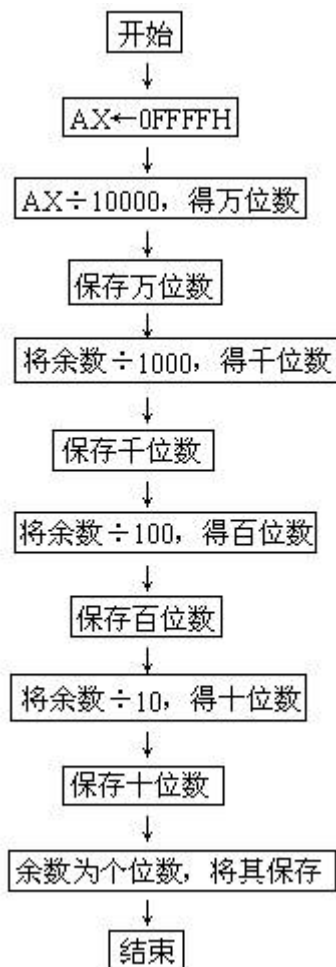 开始
AX←0FFFFH
AX÷10000，得万位数
保存万位数
将余数÷1000，得千位数
保存千位数
将余数÷100，得百位数
保存百位数
将余数÷10，得十位数
保存十位数
余数为个位数，将其保存
结束